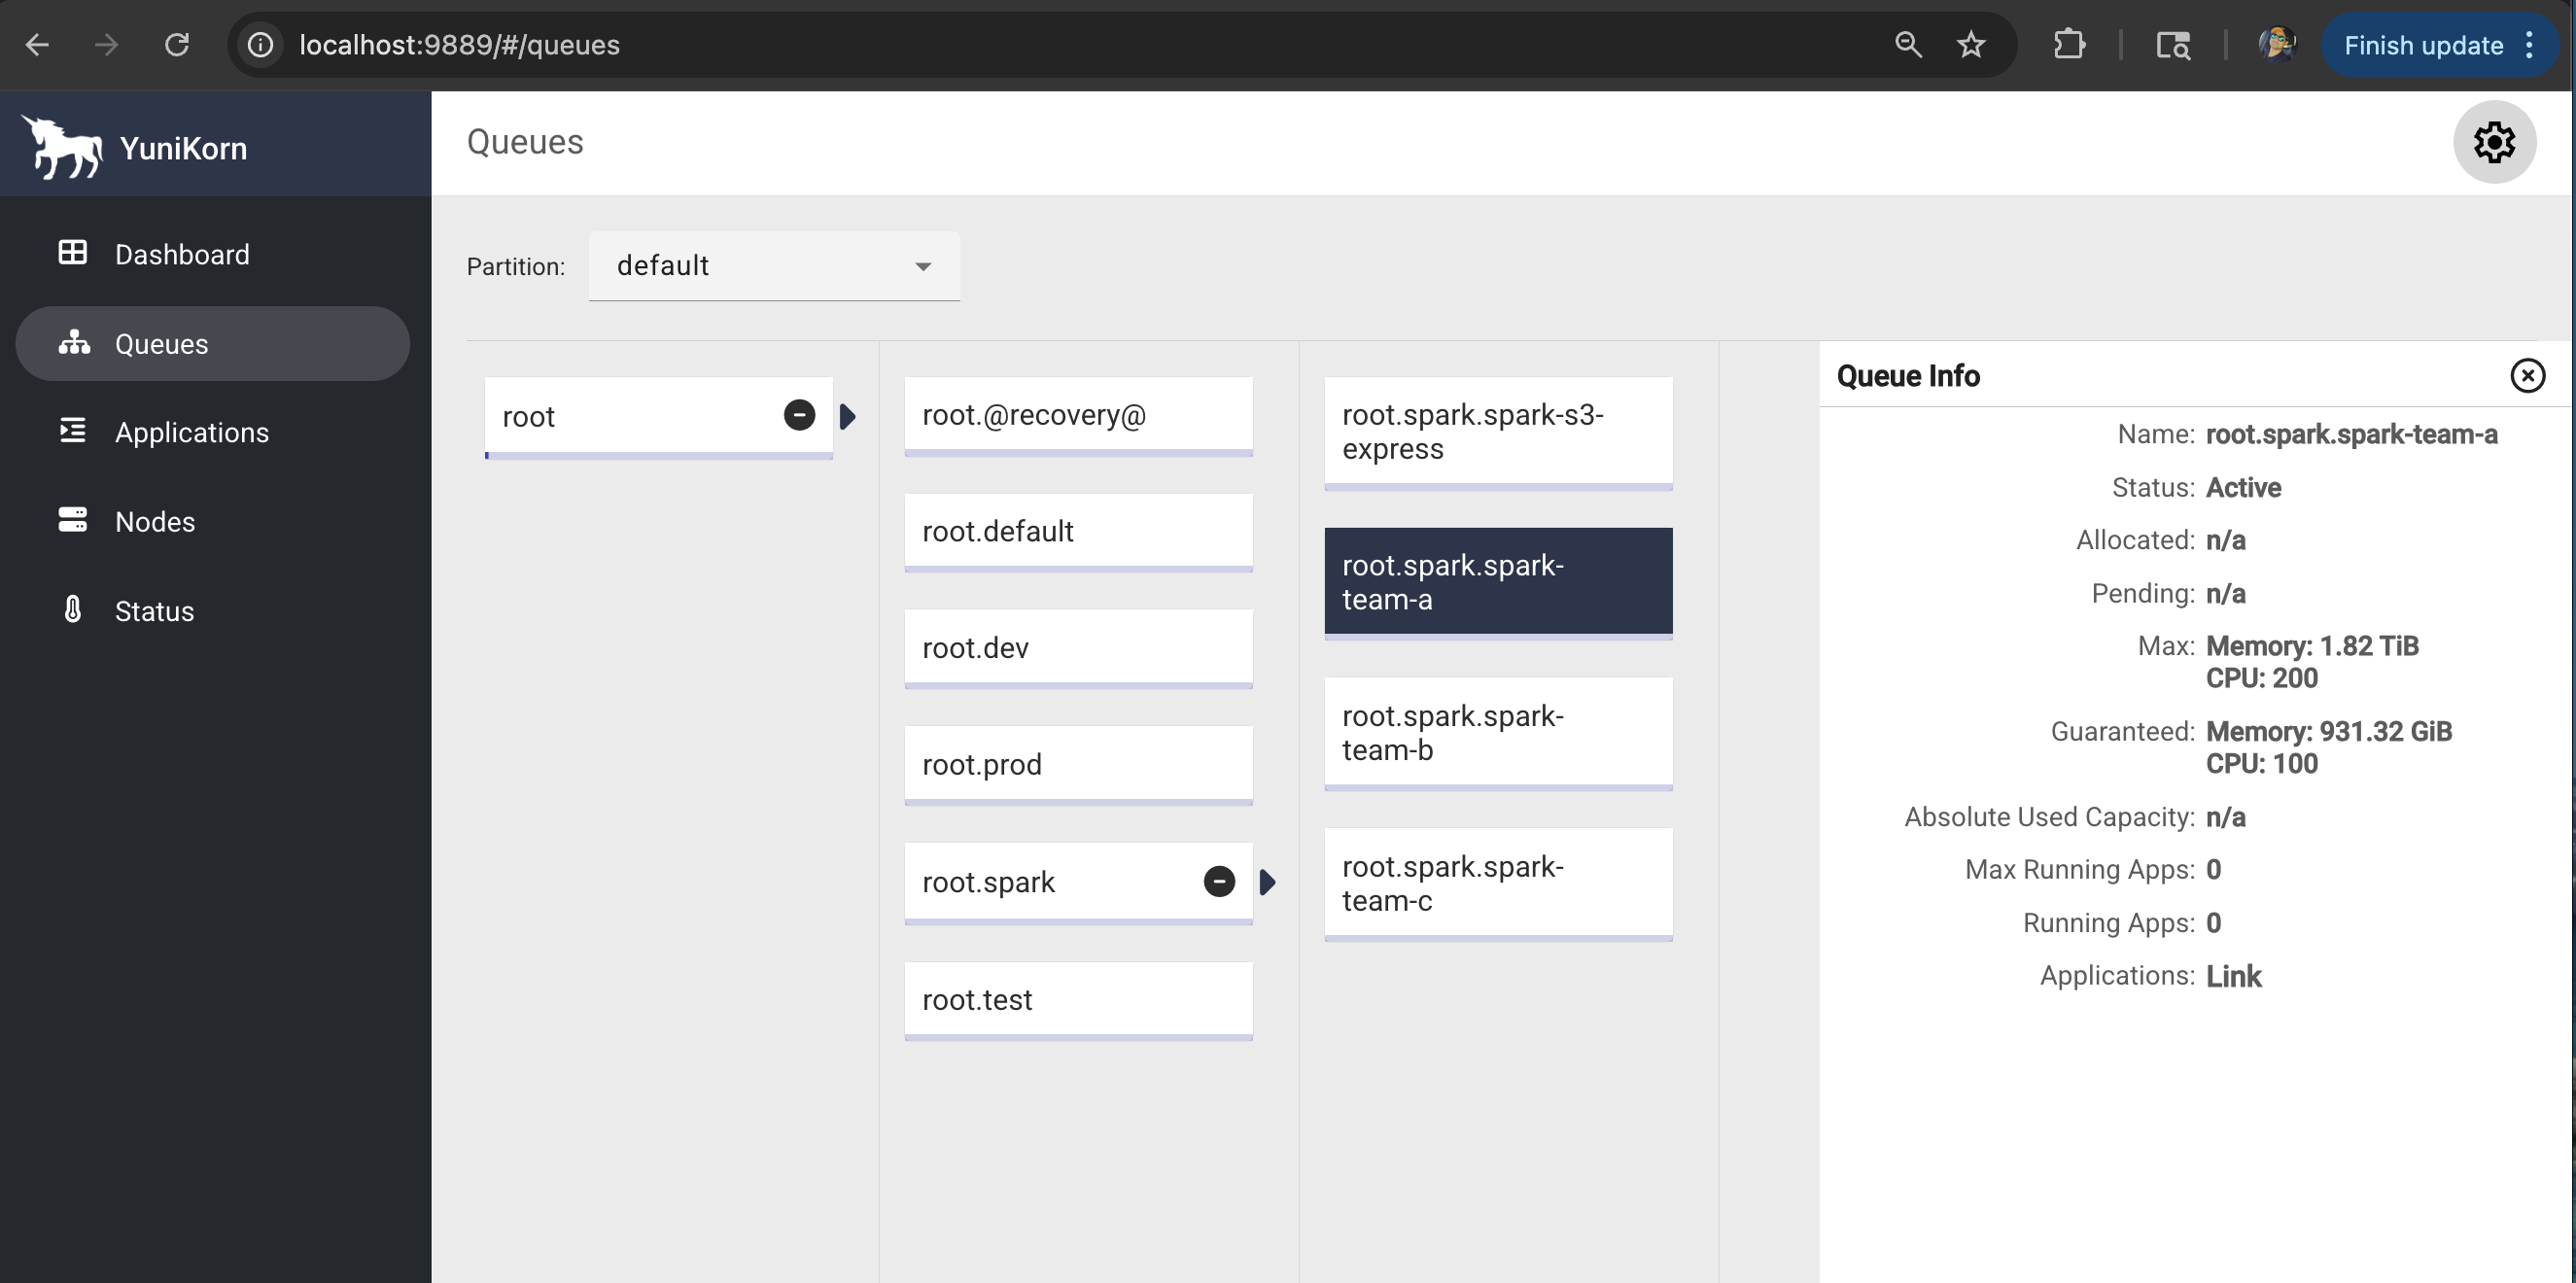 localhost:9889/#/queues
Finish update
YuniKorn
Queues
Dashboard
Queues
Applications
Nodes
Status
Partition: default
root
root.@recovery@
root.default
root.dev
root.prod
root.spark
root.test
root.spark.spark-s3-
express
root.spark.spark-
team-a
root.spark.spark-
team-b
root.spark.spark-
team-c
Queue Info
Name: root.spark.spark-team-a
Status: Active
Allocated: n/a
Pending: n/a
Max: Memory: 1.82 TiB
CPU: 200
Guaranteed: Memory: 931.32 GiB
CPU: 100
Absolute Used Capacity: n/a
Max Running Apps: 0
Running Apps: 0
Applications: Link